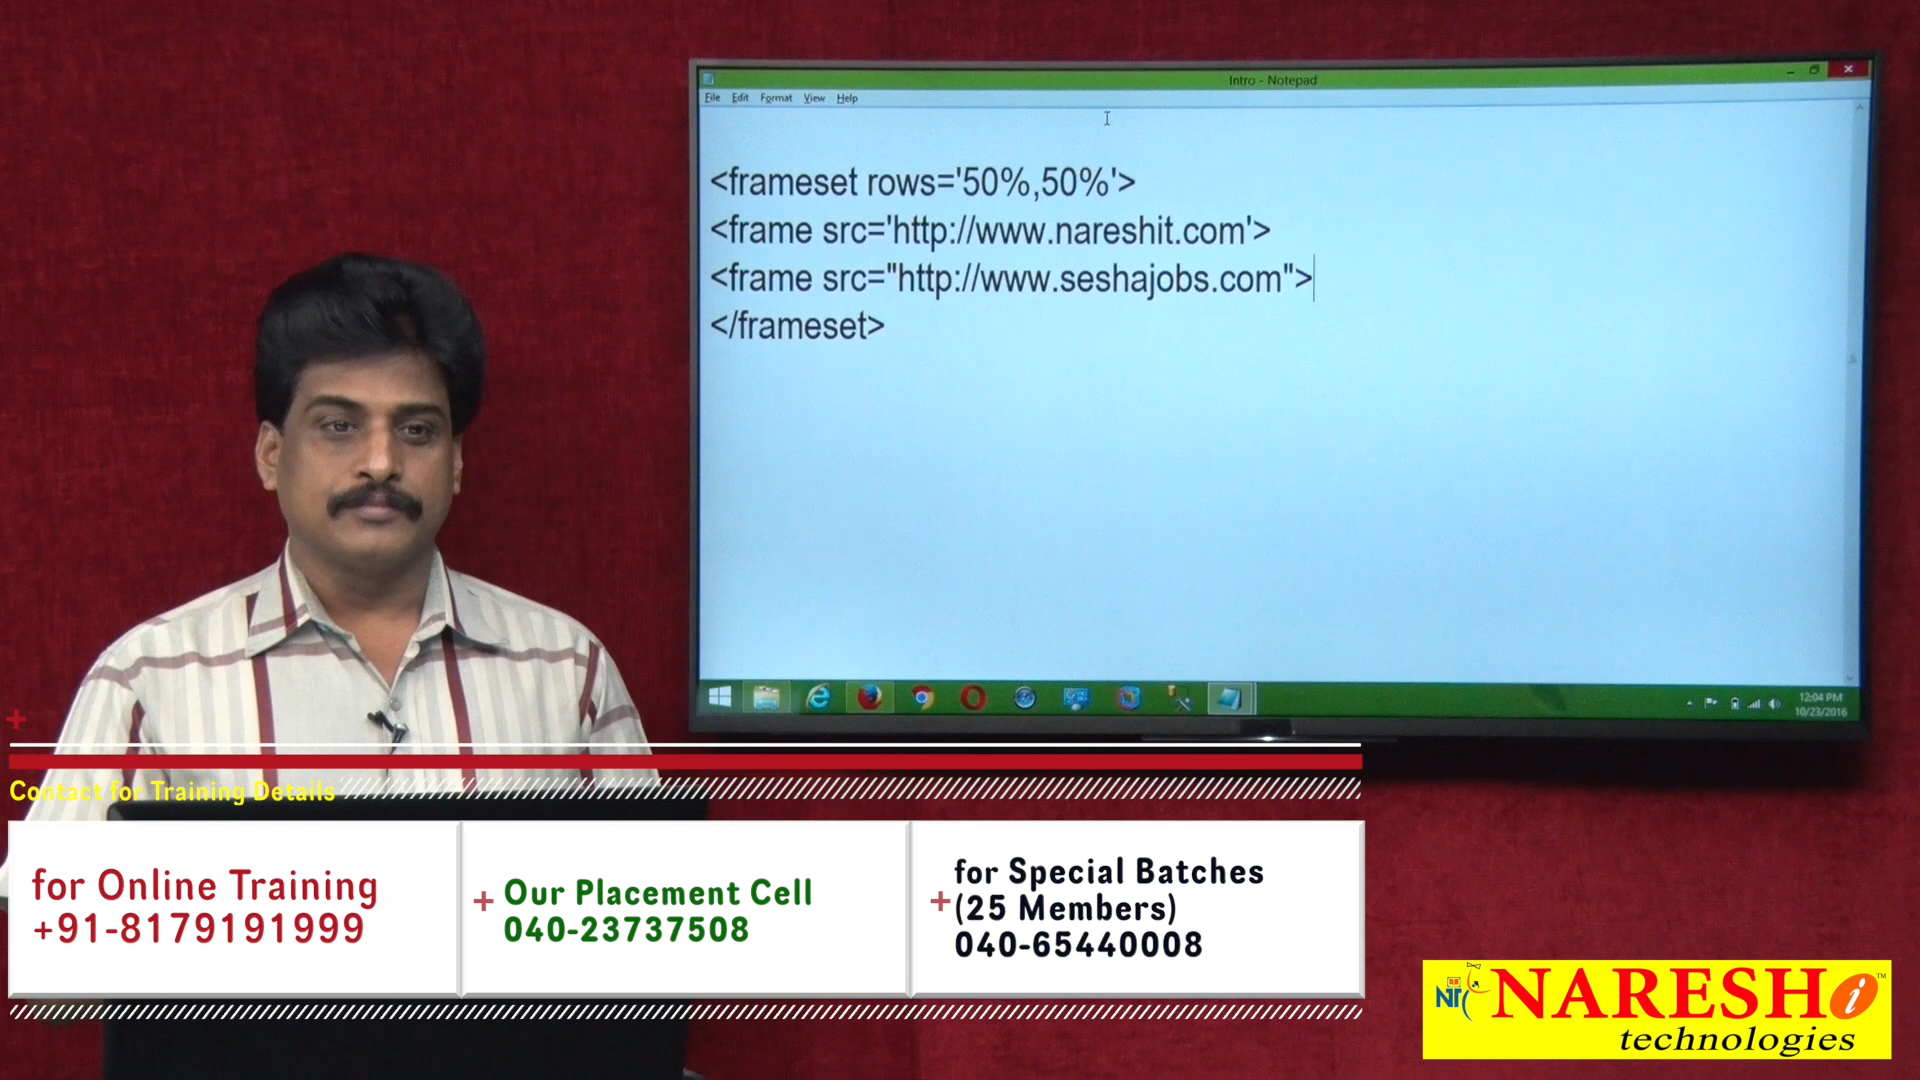 Intro - Notepad
File Edit Format View Help
<frameset rows='50%,50%'>
<frame src='http://www.nareshit.com'>
<frame src="http://www.seshajobs.com">
</frameset>
12:04 PM
10/23/2016
Contact for Training Details
for Online Training
+91-8179191999
+ Our Placement Cell
040-23737508
+ for Special Batches
(25 Members)
040-65440008
NT
NARESH i ™
technologies